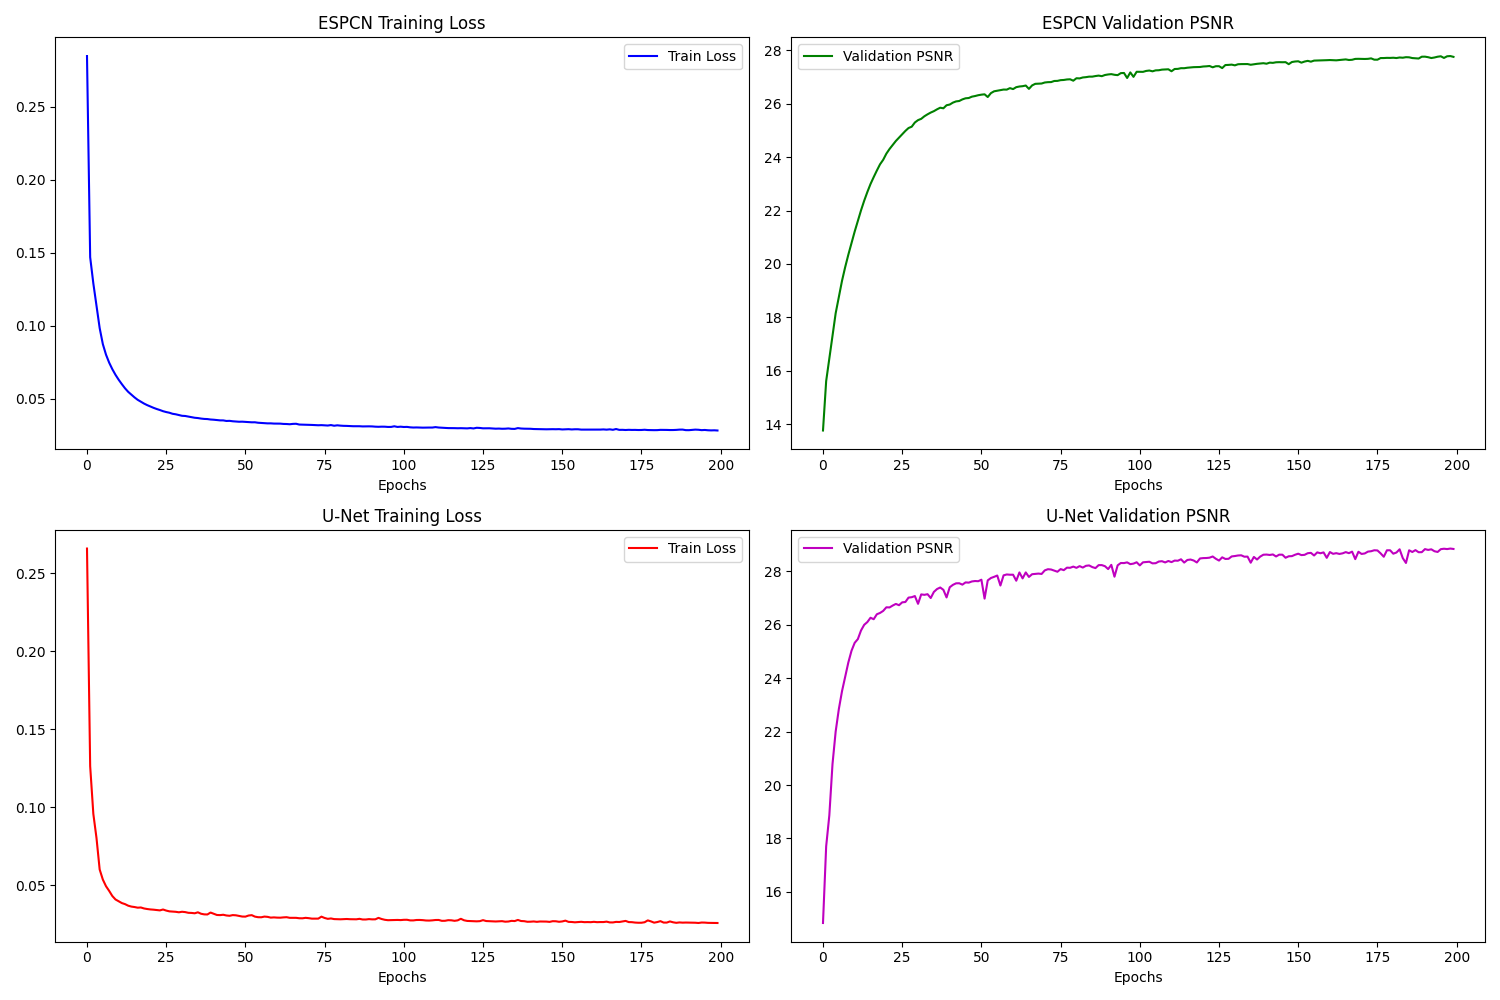 ESPCN Training Loss
Train Loss
0.25
0.20
0.15
0.10
0.05
0 25 50 75 100 125 150 175 200
Epochs
ESPCN Validation PSNR
Validation PSNR
28
26
24
22
20
18
16
14
0 25 50 75 100 125 150 175 200
Epochs
U-Net Training Loss
Train Loss
0.25
0.20
0.15
0.10
0.05
0 25 50 75 100 125 150 175 200
Epochs
U-Net Validation PSNR
Validation PSNR
28
26
24
22
20
18
16
0 25 50 75 100 125 150 175 200
Epochs